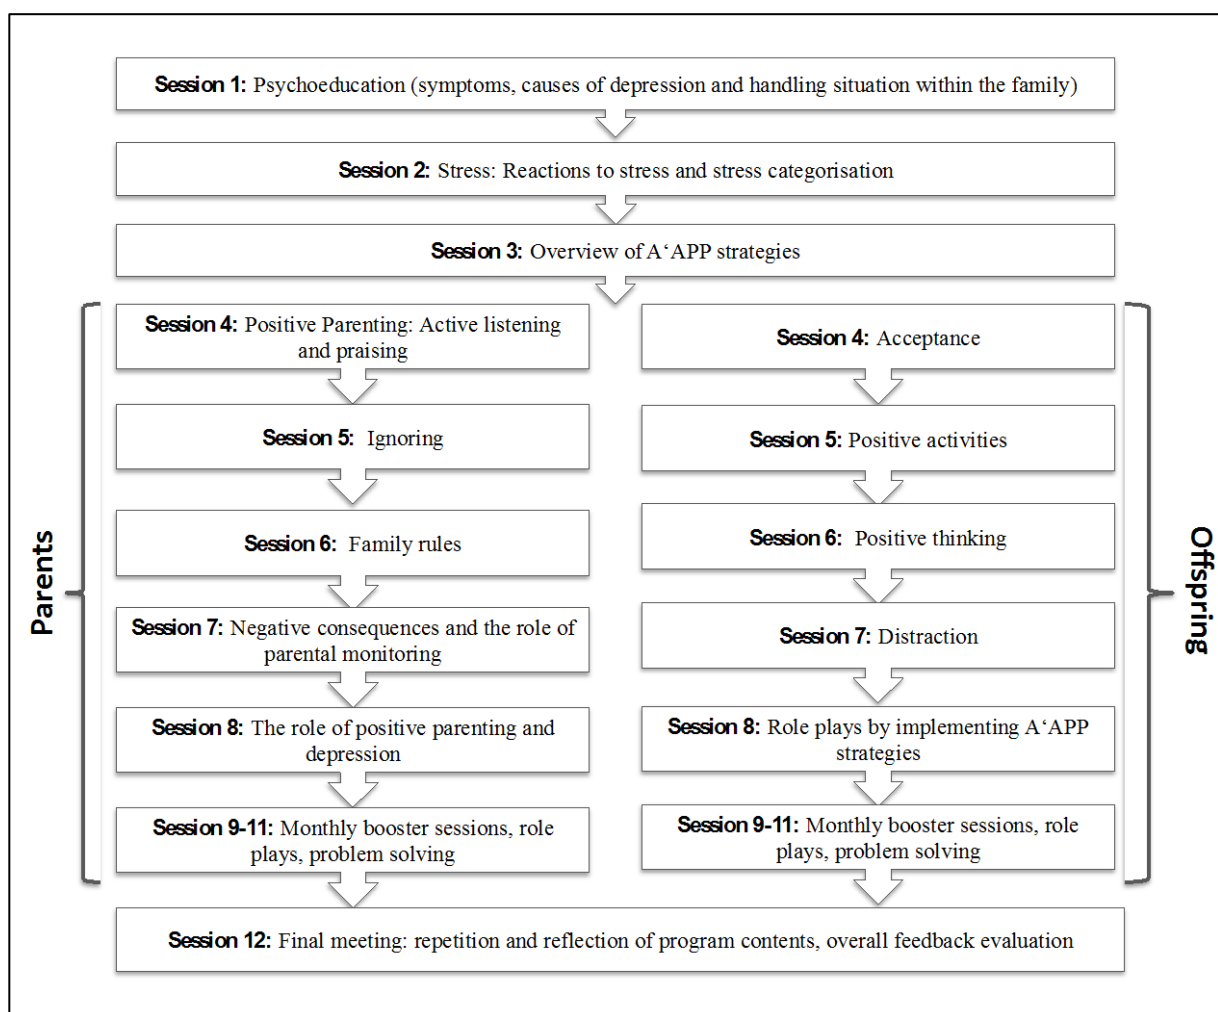 Session 1: Psychoeducation (symptoms, causes of depression and handling situation within the family)
Session 2: Stress: Reactions to stress and stress categorisation
Session 3: Overview of A‘APP strategies
Parents
Session 4: Positive Parenting: Active listening
and praising
Session 5: Ignoring
Session 6: Family rules
Session 7: Negative consequences and the role of
parental monitoring
Session 8: The role of positive parenting and
depression
Session 9-11: Monthly booster sessions, role
plays, problem solving
Offspring
Session 4: Acceptance
Session 5: Positive activities
Session 6: Positive thinking
Session 7: Distraction
Session 8: Role plays by implementing A‘APP
strategies
Session 9-11: Monthly booster sessions, role
plays, problem solving
Session 12: Final meeting: repetition and reflection of program contents, overall feedback evaluation